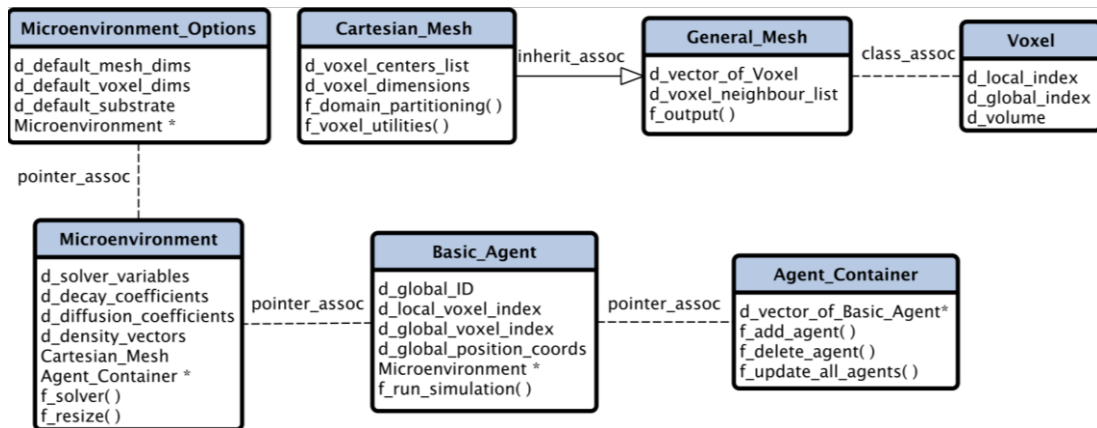 Microenvironment_Options
d_default_mesh_dims
d_default_voxel_dims
d_default_substrate
Microenvironment *
Cartesian_Mesh
d_voxel_centers_list
d_voxel_dimensions
f_domain_partitioning( )
f_voxel_utilities( )
inherit_assoc
General_Mesh
d_vector_of_Voxel
d_voxel_neighbour_list
f_output( )
class_assoc
Voxel
d_local_index
d_global_index
d_volume
pointer_assoc
Microenvironment
d_solver_variables
d_decay_coefficients
d_diffusion_coefficients
d_density_vectors
Cartesian_Mesh
Agent_Container *
f_solver( )
f_resize( )
pointer_assoc
Basic_Agent
d_global_ID
d_local_voxel_index
d_global_voxel_index
d_global_position_coords
Microenvironment *
f_run_simulation( )
pointer_assoc
Agent_Container
d_vector_of_Basic_Agent*
f_add_agent( )
f_delete_agent( )
f_update_all_agents( )